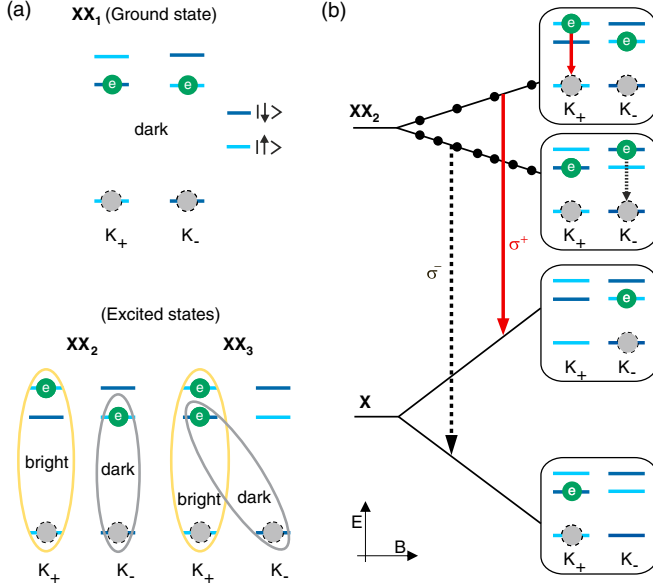 (a)
XX₁ (Ground state)
e
e
dark
|↓>
|↑>
K₊
K₋
(Excited states)
XX₂
XX₃
e
e
bright
dark
K₊
K₋
e
e
bright
dark
K₊
K₋
(b)
XX₂
X
σ⁺
σ⁻
E
B
e
e
K₊
K₋
e
e
K₊
K₋
e
K₊
K₋
e
K₊
K₋